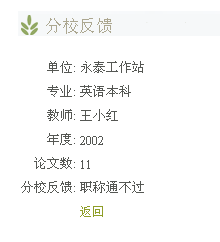 分校反馈
单位: 永泰工作站
专业: 英语本科
教师: 王小红
年度: 2002
论文数: 11
分校反馈: 职称通不过
返回